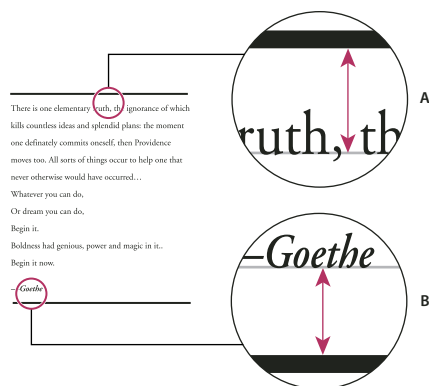 There is one elementary truth, the ignorance of which
kills countless ideas and splendid plans: the moment
one definately commits oneself, then Providence
moves too. All sorts of things occur to help one that
never otherwise would have occurred…
Whatever you can do,
Or dream you can do,
Begin it.
Boldness had genious, power and magic in it..
Begin it now.
–Goethe
ruth, th
A
–Goethe
B